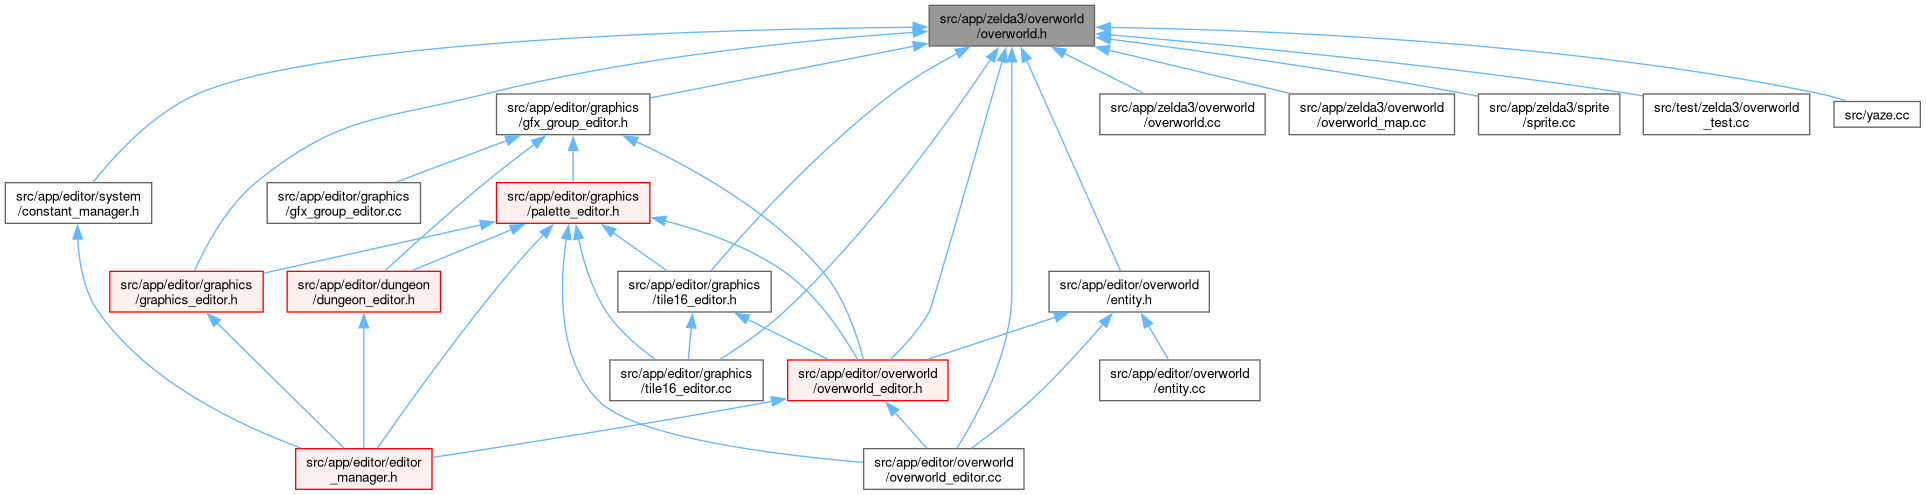 src/app/zelda3/overworld
/overworld.h
src/app/editor/graphics
/gfx_group_editor.h
src/app/zelda3/overworld
/overworld.cc
src/app/zelda3/overworld
/overworld_map.cc
src/app/zelda3/sprite
/sprite.cc
src/test/zelda3/overworld
_test.cc
src/yaze.cc
src/app/editor/system
/constant_manager.h
src/app/editor/graphics
/gfx_group_editor.cc
src/app/editor/graphics
/palette_editor.h
src/app/editor/graphics
/graphics_editor.h
src/app/editor/dungeon
/dungeon_editor.h
src/app/editor/graphics
/tile16_editor.h
src/app/editor/overworld
/entity.h
src/app/editor/graphics
/tile16_editor.cc
src/app/editor/overworld
/overworld_editor.h
src/app/editor/overworld
/entity.cc
src/app/editor/editor
_manager.h
src/app/editor/overworld
/overworld_editor.cc